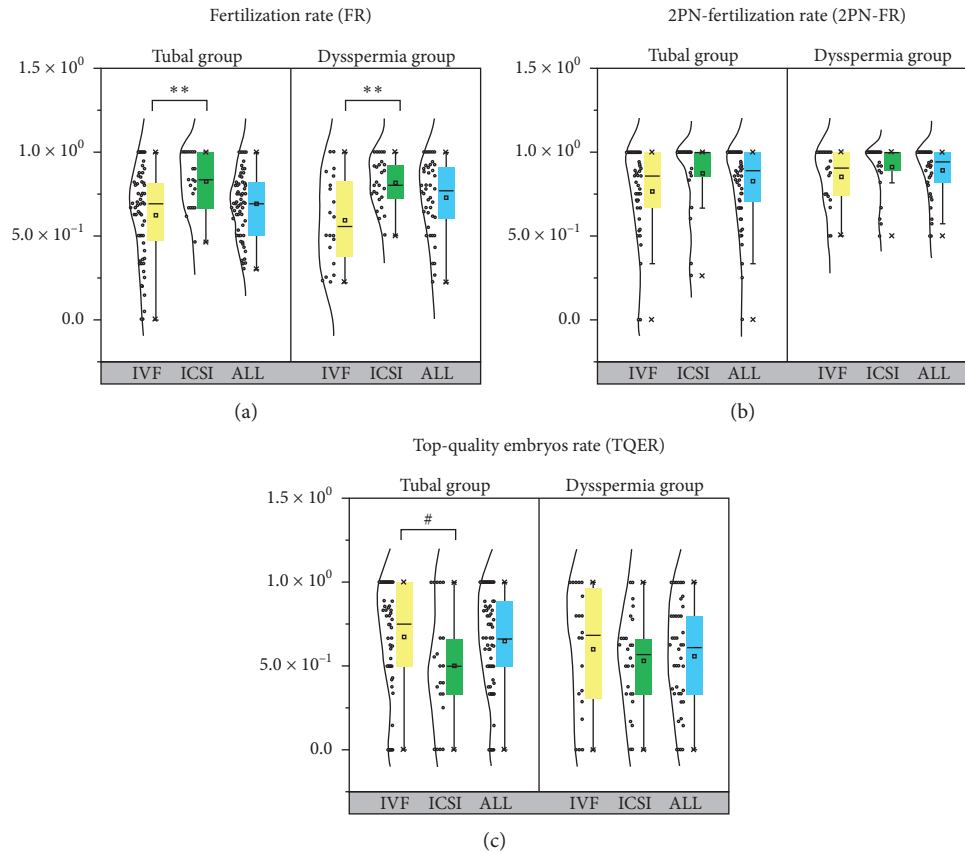 Fertilization rate (FR)
Tubal group
Dysspermia group
1.5 × 10⁰
1.0 × 10⁰
5.0 × 10⁻¹
0.0
**
**
IVF ICSI ALL IVF ICSI ALL
(a)
2PN-fertilization rate (2PN-FR)
Tubal group
Dysspermia group
1.5 × 10⁰
1.0 × 10⁰
5.0 × 10⁻¹
0.0
IVF ICSI ALL IVF ICSI ALL
(b)
Top-quality embryos rate (TQER)
Tubal group
Dysspermia group
1.5 × 10⁰
1.0 × 10⁰
5.0 × 10⁻¹
0.0
#
IVF ICSI ALL IVF ICSI ALL
(c)